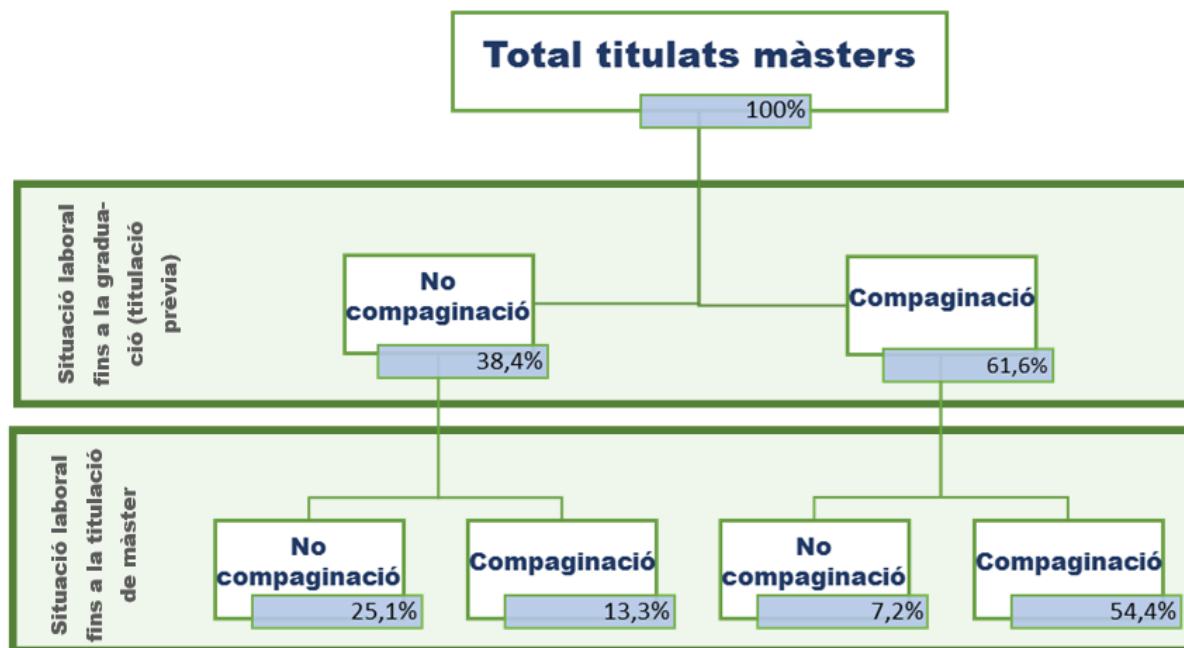 Total titulats màsters
100%
Situació laboral
fins a la gradua-
ció (titulació
prèvia)
No
compaginació
38,4%
Compaginació
61,6%
Situació laboral
fins a la titulació
de màster
No
compaginació
25,1%
Compaginació
13,3%
No
compaginació
7,2%
Compaginació
54,4%